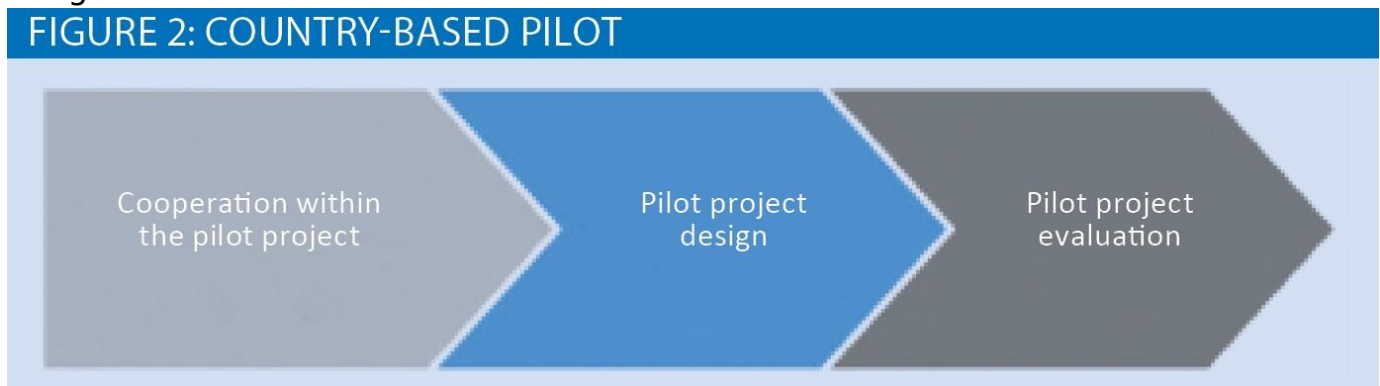 FIGURE 2: COUNTRY-BASED PILOT
Cooperation within
the pilot project
Pilot project
design
Pilot project
evaluation